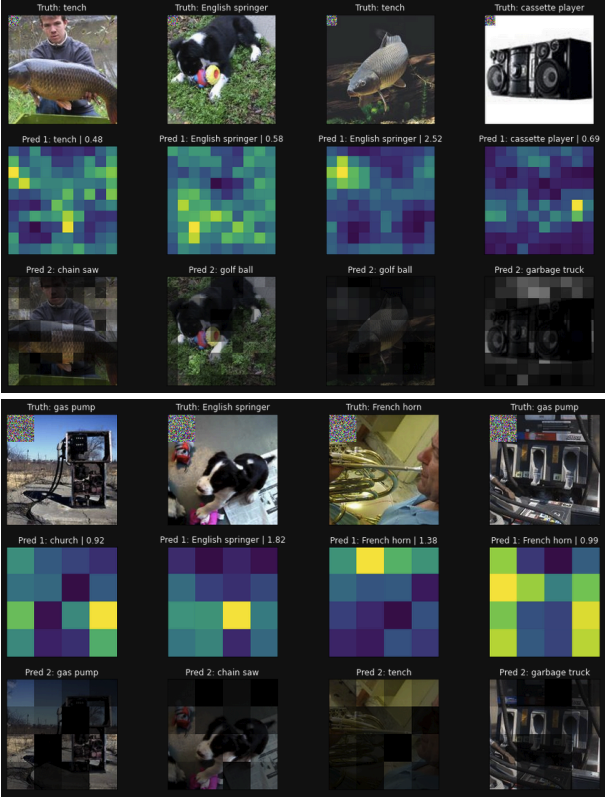 Truth: tench Truth: English springer Truth: tench Truth: cassette player
Pred 1: tench | 0.48 Pred 1: English springer | 0.58 Pred 1: English springer | 2.52 Pred 1: cassette player | 0.69
Pred 2: chain saw Pred 2: golf ball Pred 2: golf ball Pred 2: garbage truck
Truth: gas pump Truth: English springer Truth: French horn Truth: gas pump
Pred 1: church | 0.92 Pred 1: English springer | 1.82 Pred 1: French horn | 1.38 Pred 1: French horn | 0.99
Pred 2: gas pump Pred 2: chain saw Pred 2: tench Pred 2: garbage truck